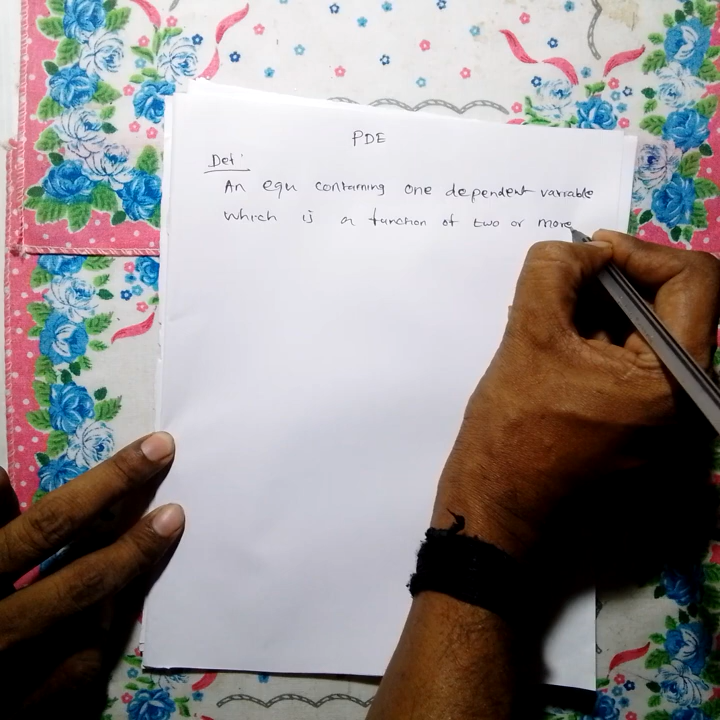 PDE
Def:
An equ containing one dependent variable
which is a function of two or more